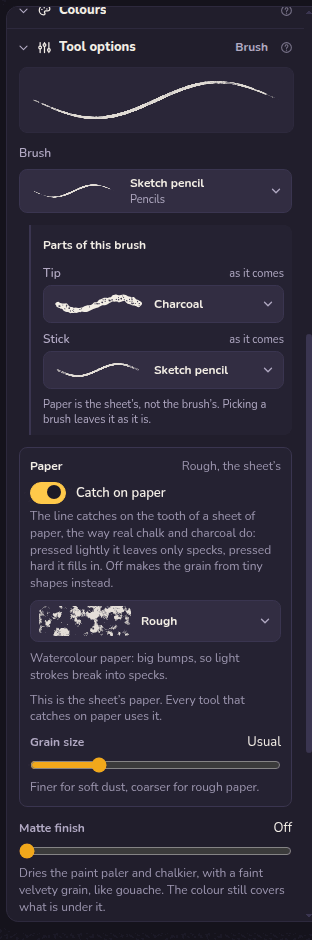 Colours
Tool options Brush
Brush
Sketch pencil
Pencils
Parts of this brush
Tip as it comes
Charcoal
Stick as it comes
Sketch pencil
Paper is the sheet's, not the brush's. Picking a
brush leaves it as it is.
Paper Rough, the sheet's
Catch on paper
The line catches on the tooth of a sheet of
paper, the way real chalk and charcoal do:
pressed lightly it leaves only specks, pressed
hard it fills in. Off makes the grain from tiny
shapes instead.
Rough
Watercolour paper: big bumps, so light
strokes break into specks.
This is the sheet's paper. Every tool that
catches on paper uses it.
Grain size Usual
Finer for soft dust, coarser for rough paper.
Matte finish Off
Dries the paint paler and chalkier, with a faint
velvety grain, like gouache. The colour still covers
what is under it.